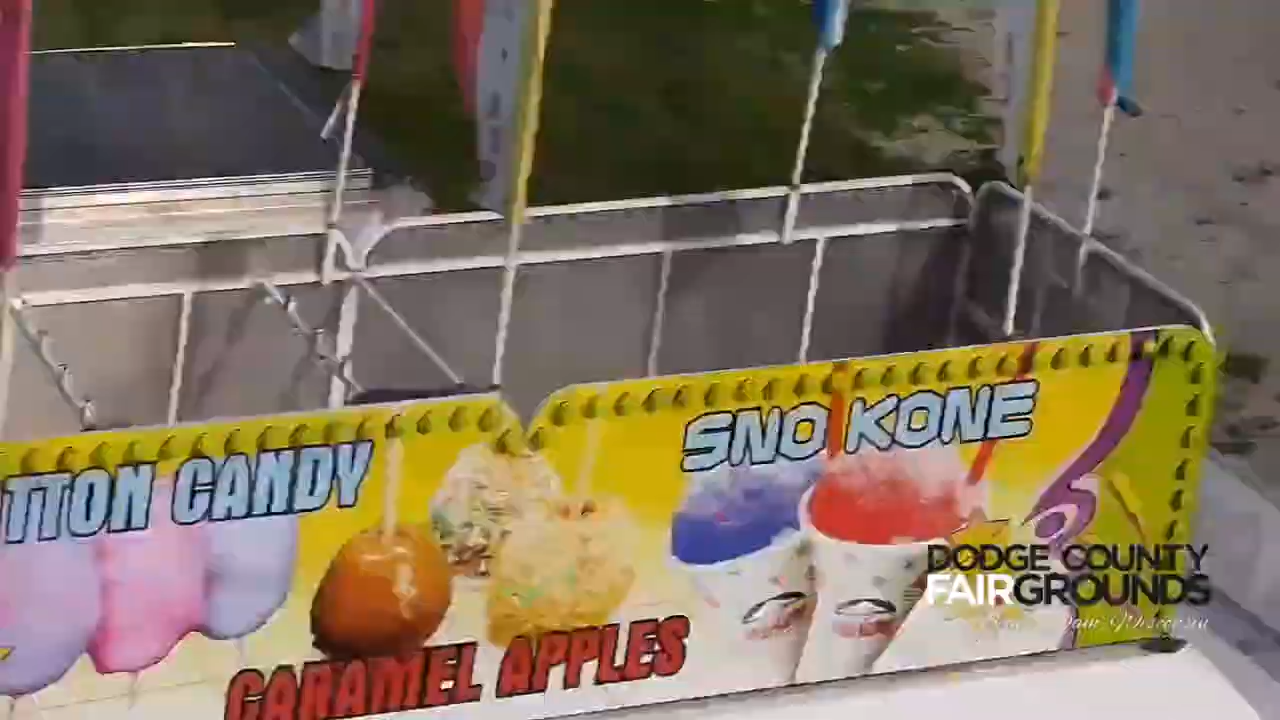 TTON CANDY
SNO KONE
CARAMEL APPLES
DODGE COUNTY
FAIRGROUNDS